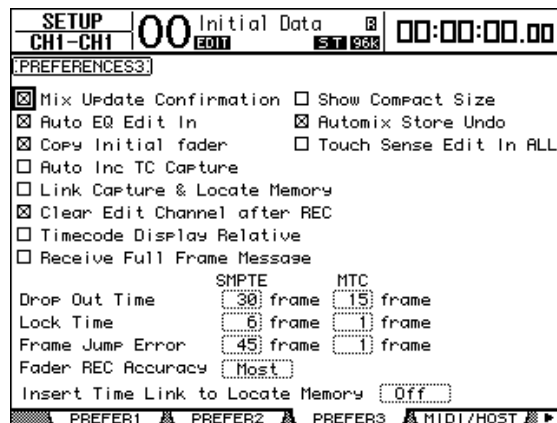 SETUP
CH1-CH1
00 Initial Data R
EDIT ST 96k
00:00:00.00
PREFERENCES3
Mix Update Confirmation Show Compact Size
Auto EQ Edit In Automix Store Undo
Copy Initial fader Touch Sense Edit In ALL
Auto Inc TC Capture
Link Capture & Locate Memory
Clear Edit Channel after REC
Timecode Display Relative
Receive Full Frame Message
SMPTE MTC
Drop Out Time 30 frame 15 frame
Lock Time 6 frame 1 frame
Frame Jump Error 45 frame 1 frame
Fader REC Accuracy Most
Insert Time Link to Locate Memory Off
PREFER1 PREFER2 PREFER3 MIDI/HOST